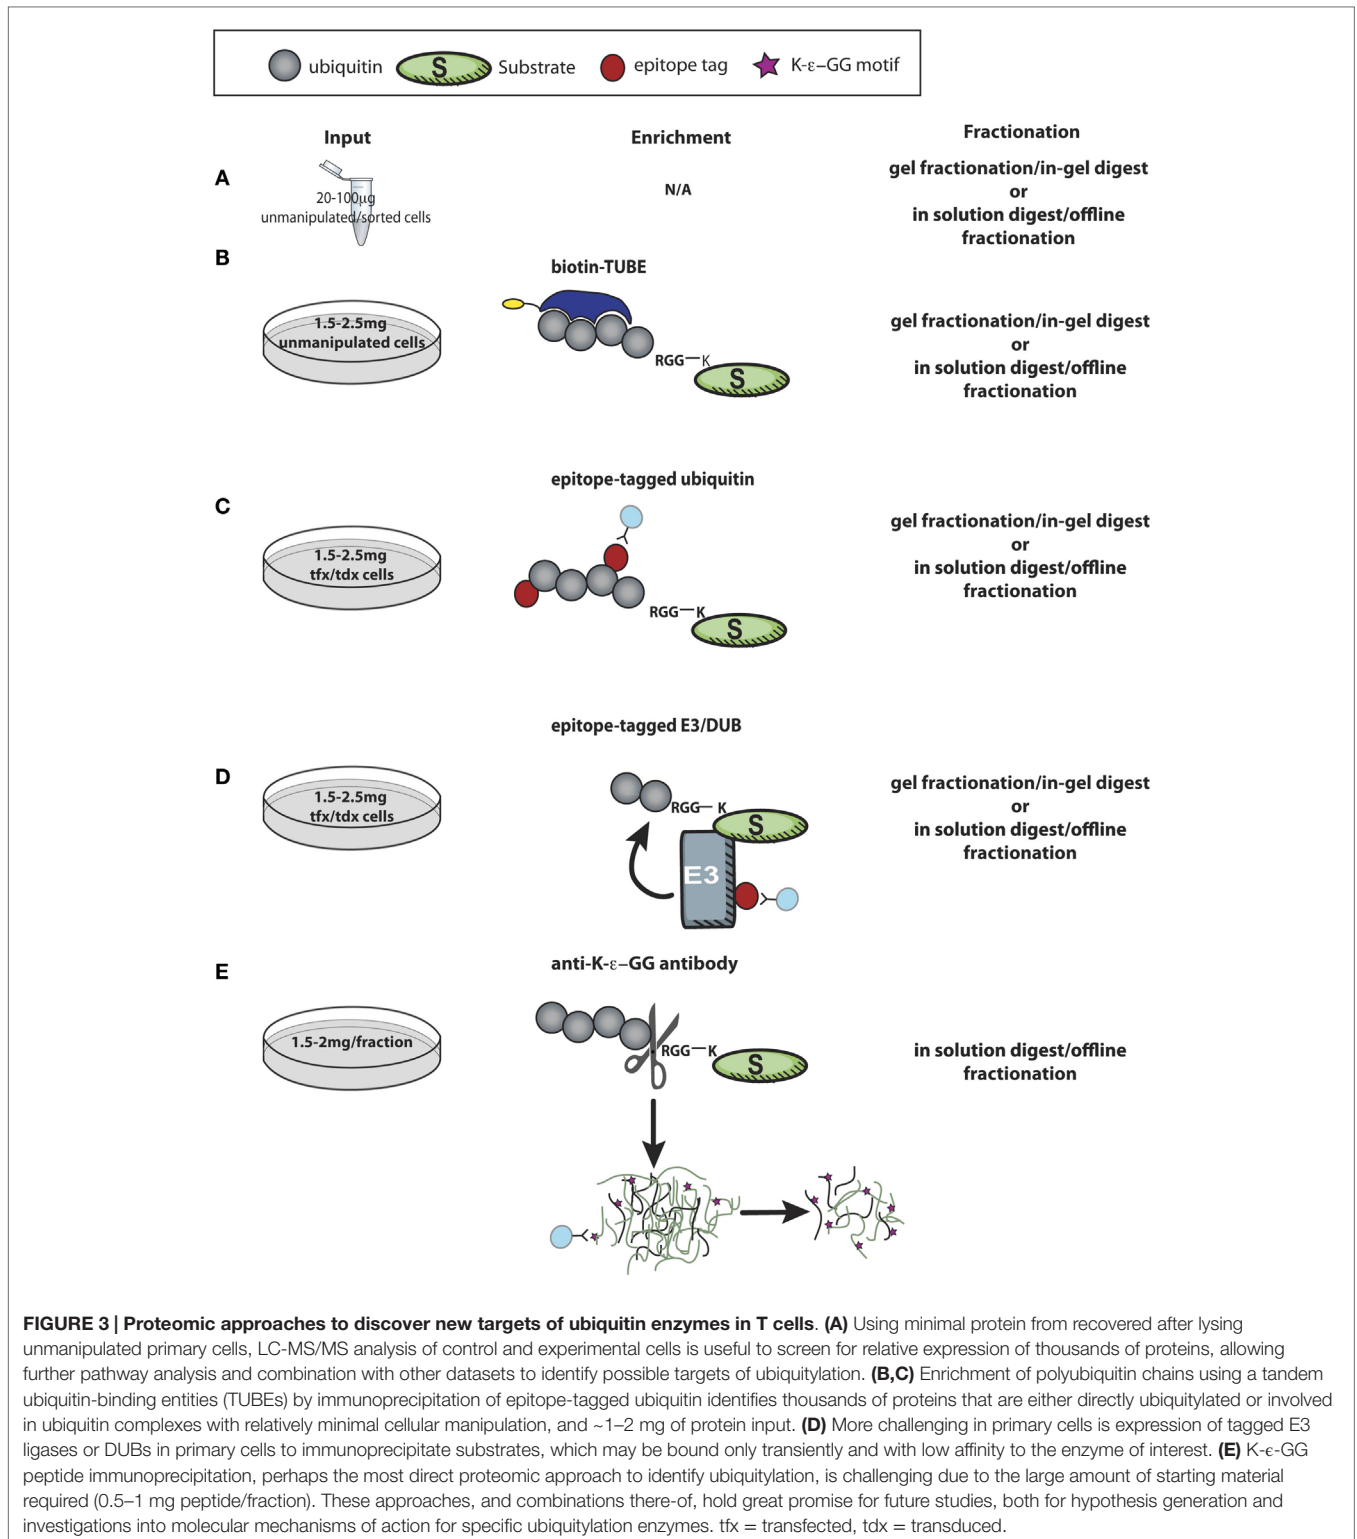 ubiquitin S Substrate epitope tag K-ε–GG motif
Input Enrichment Fractionation
A
20-100µg
unmanipulated/sorted cells
N/A
gel fractionation/in-gel digest
or
in solution digest/offline
fractionation
B
1.5-2.5mg
unmanipulated cells
biotin-TUBE
RGG—K
S
gel fractionation/in-gel digest
or
in solution digest/offline
fractionation
C
1.5-2.5mg
tfx/tdx cells
epitope-tagged ubiquitin
RGG—K
S
gel fractionation/in-gel digest
or
in solution digest/offline
fractionation
D
1.5-2.5mg
tfx/tdx cells
epitope-tagged E3/DUB
RGG— K
S
E3
gel fractionation/in-gel digest
or
in solution digest/offline
fractionation
E
1.5-2mg/fraction
anti-K-ε–GG antibody
RGG—K
S
in solution digest/offline
fractionation
FIGURE 3 | Proteomic approaches to discover new targets of ubiquitin enzymes in T cells. (A) Using minimal protein from recovered after lysing
unmanipulated primary cells, LC-MS/MS analysis of control and experimental cells is useful to screen for relative expression of thousands of proteins, allowing
further pathway analysis and combination with other datasets to identify possible targets of ubiquitylation. (B,C) Enrichment of polyubiquitin chains using a tandem
ubiquitin-binding entities (TUBEs) by immunoprecipitation of epitope-tagged ubiquitin identifies thousands of proteins that are either directly ubiquitylated or involved
in ubiquitin complexes with relatively minimal cellular manipulation, and ~1–2 mg of protein input. (D) More challenging in primary cells is expression of tagged E3
ligases or DUBs in primary cells to immunoprecipitate substrates, which may be bound only transiently and with low affinity to the enzyme of interest. (E) K-ϵ-GG
peptide immunoprecipitation, perhaps the most direct proteomic approach to identify ubiquitylation, is challenging due to the large amount of starting material
required (0.5–1 mg peptide/fraction). These approaches, and combinations there-of, hold great promise for future studies, both for hypothesis generation and
investigations into molecular mechanisms of action for specific ubiquitylation enzymes. tfx = transfected, tdx = transduced.